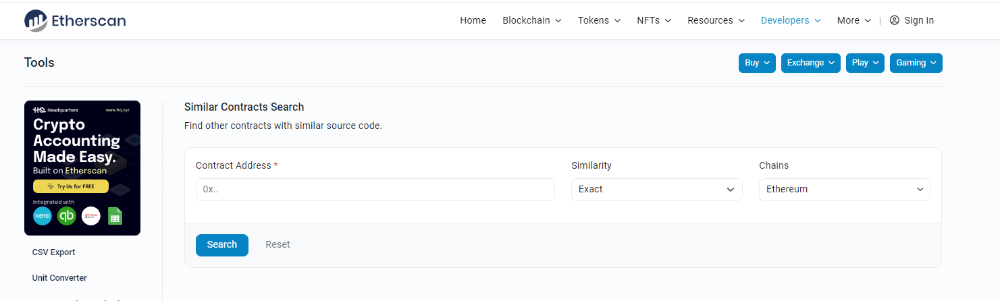 Etherscan
Home Blockchain Tokens NFTs Resources Developers More | Sign In
Tools
Buy Exchange Play Gaming
HQ Headquarters www.hq.xyz
Crypto
Accounting
Made Easy.
Built on Etherscan
Try Us for FREE
Integrated with
xero qb ORACLE
CSV Export
Unit Converter
Similar Contracts Search
Find other contracts with similar source code.
Contract Address * Similarity Chains
0x.. Exact Ethereum
Search Reset